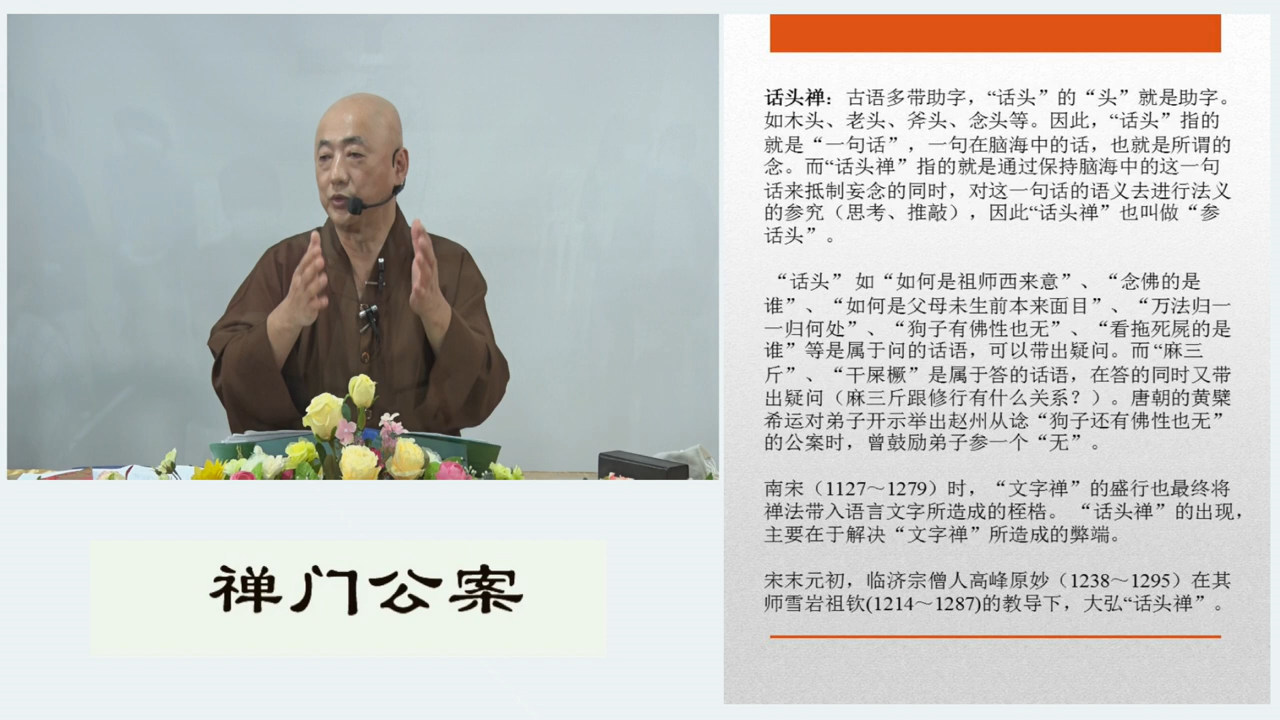 话头禅：古语多带助字，“话头”的“头”就是助字。
如木头、老头、斧头、念头等。因此，“话头”指的
就是“一句话”，一句在脑海中的话，也就是所谓的
念。而“话头禅”指的就是通过保持脑海中的这一句
话来抵制妄念的同时，对这一句话的语义去进行法义
的参究（思考、推敲），因此“话头禅”也叫做“参
话头”。
“话头” 如“如何是祖师西来意”、“念佛的是
谁”、“如何是父母未生前本来面目”、“万法归一
一归何处”、“狗子有佛性也无”、“看拖死屍的是
谁”等是属于问的话语，可以带出疑问。而“麻三
斤”、“干屎橛”是属于答的话语，在答的同时又带
出疑问（麻三斤跟修行有什么关系？）。唐朝的黄檗
希运对弟子开示举出赵州从谂“狗子还有佛性也无”
的公案时，曾鼓励弟子参一个“无”。
南宋（1127～1279）时，“文字禅”的盛行也最终将
禅法带入语言文字所造成的桎梏。 “话头禅”的出现，
主要在于解决“文字禅”所造成的弊端。
宋末元初，临济宗僧人高峰原妙（1238～1295）在其
师雪岩祖钦(1214～1287)的教导下，大弘“话头禅”。
禅门公案